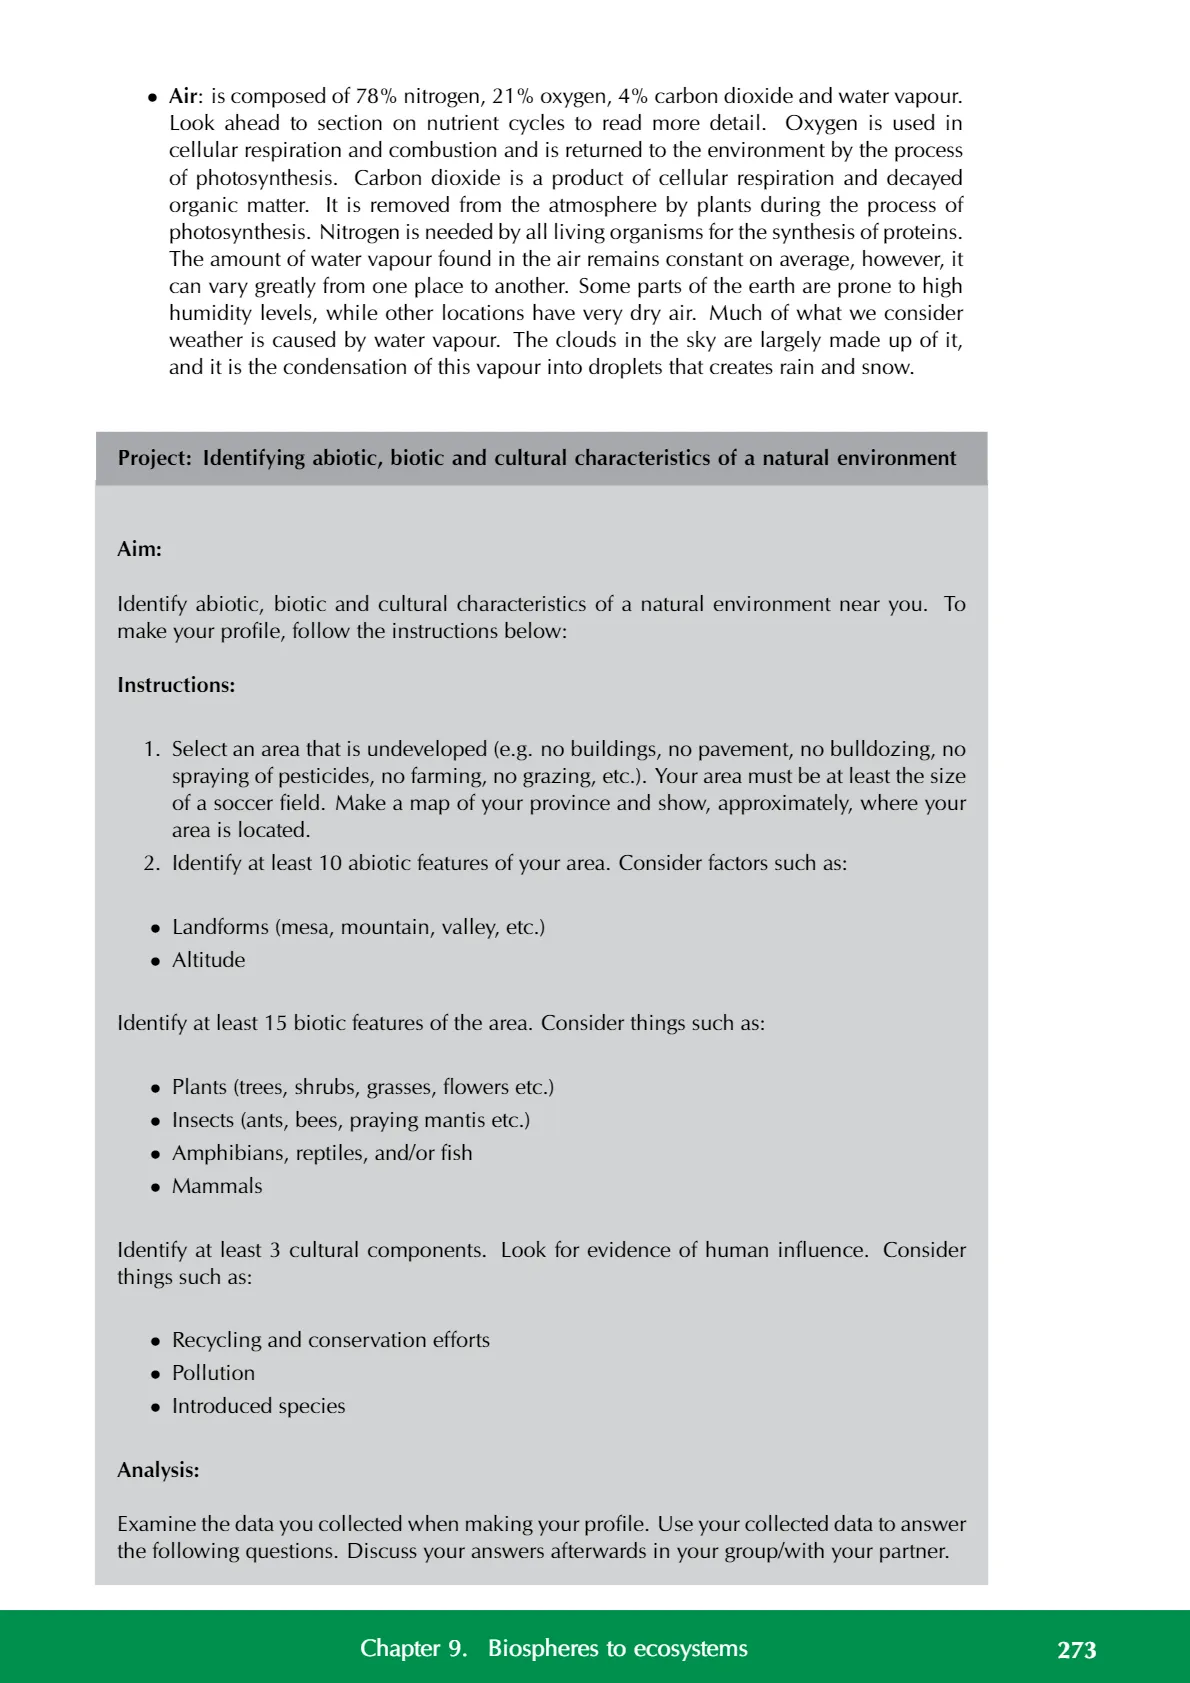 • Air: is composed of 78% nitrogen, 21% oxygen, 4% carbon dioxide and water vapour.
Look ahead to section on nutrient cycles to read more detail. Oxygen is used in
cellular respiration and combustion and is returned to the environment by the process
of photosynthesis. Carbon dioxide is a product of cellular respiration and decayed
organic matter. It is removed from the atmosphere by plants during the process of
photosynthesis. Nitrogen is needed by all living organisms for the synthesis of proteins.
The amount of water vapour found in the air remains constant on average, however, it
can vary greatly from one place to another. Some parts of the earth are prone to high
humidity levels, while other locations have very dry air. Much of what we consider
weather is caused by water vapour. The clouds in the sky are largely made up of it,
and it is the condensation of this vapour into droplets that creates rain and snow.
Project: Identifying abiotic, biotic and cultural characteristics of a natural environment
Aim:
Identify abiotic, biotic and cultural characteristics of a natural environment near you. To
make your profile, follow the instructions below:
Instructions:
1. Select an area that is undeveloped (e.g. no buildings, no pavement, no bulldozing, no
spraying of pesticides, no farming, no grazing, etc.). Your area must be at least the size
of a soccer field. Make a map of your province and show, approximately, where your
area is located.
2. Identify at least 10 abiotic features of your area. Consider factors such as:
• Landforms (mesa, mountain, valley, etc.)
• Altitude
Identify at least 15 biotic features of the area. Consider things such as:
• Plants (trees, shrubs, grasses, flowers etc.)
• Insects (ants, bees, praying mantis etc.)
• Amphibians, reptiles, and/or fish
• Mammals
Identify at least 3 cultural components. Look for evidence of human influence. Consider
things such as:
• Recycling and conservation efforts
• Pollution
• Introduced species
Analysis:
Examine the data you collected when making your profile. Use your collected data to answer
the following questions. Discuss your answers afterwards in your group/with your partner.
Chapter 9. Biospheres to ecosystems 273